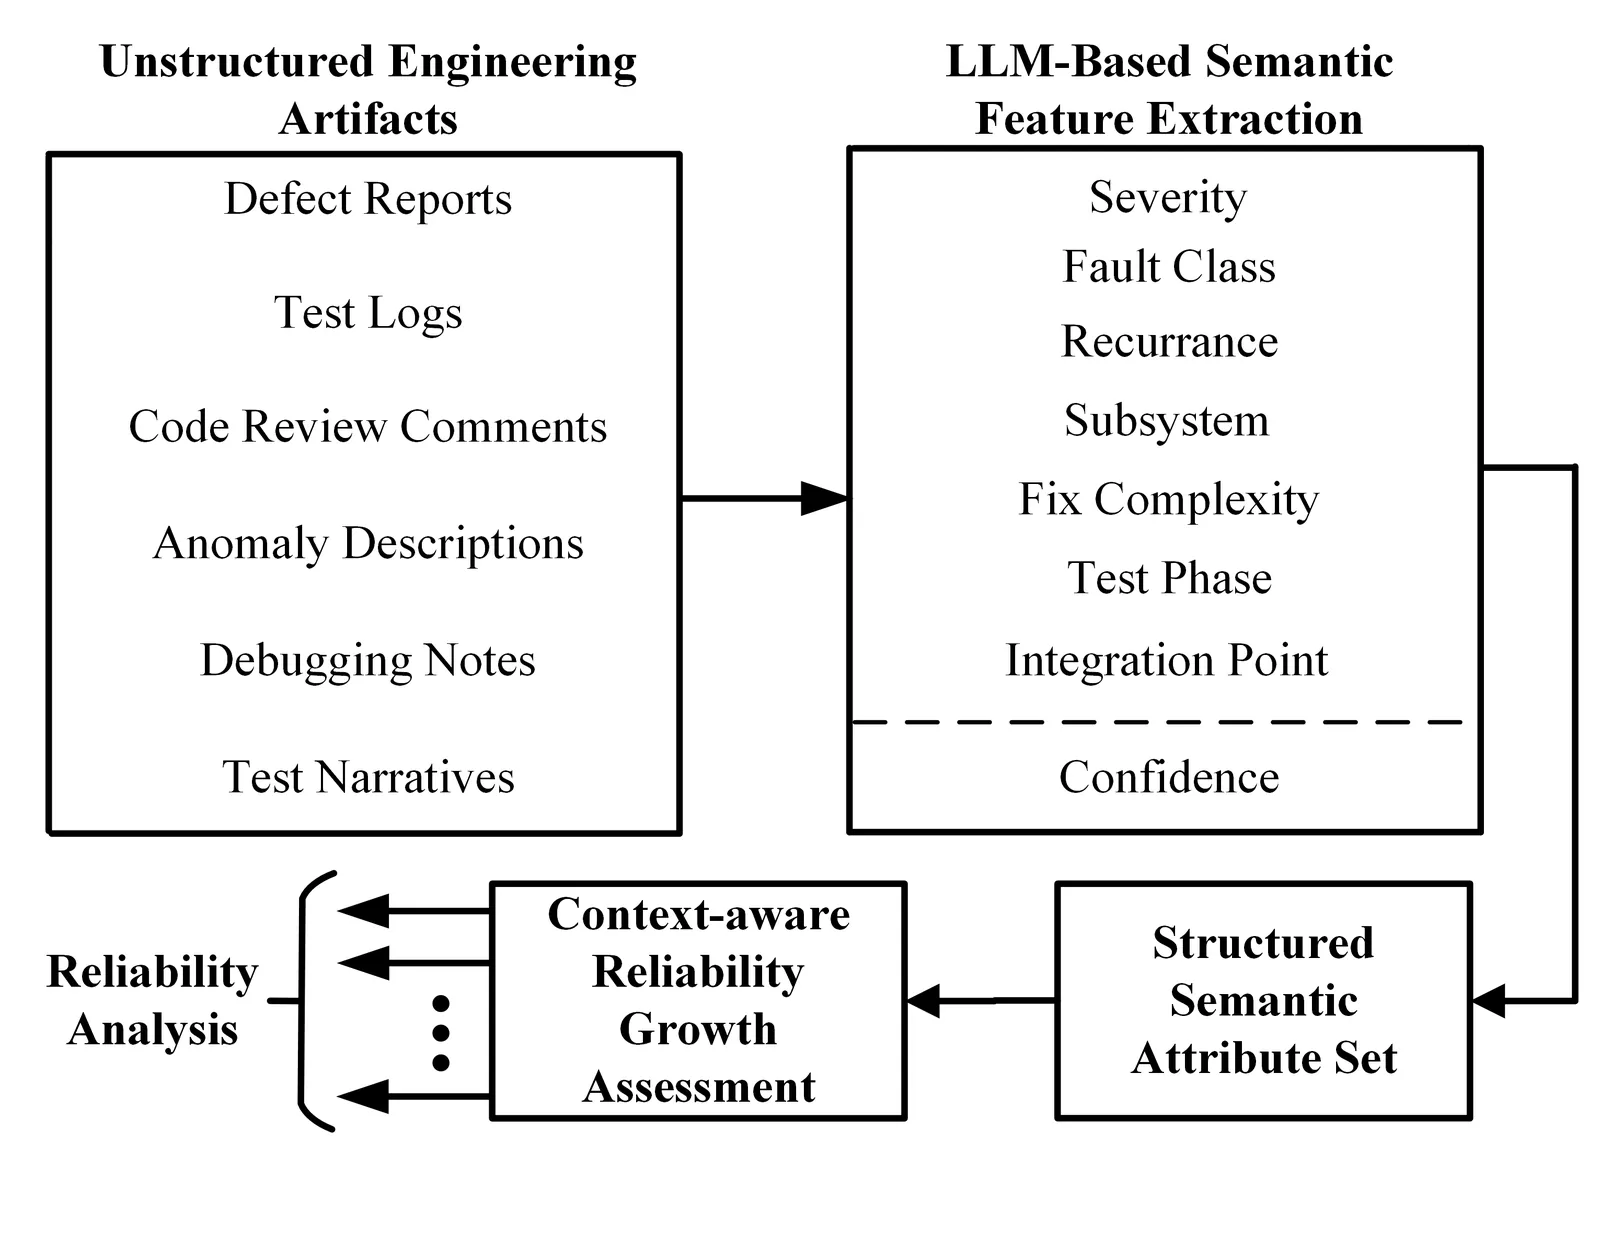 Unstructured Engineering
Artifacts
Defect Reports
Test Logs
Code Review Comments
Anomaly Descriptions
Debugging Notes
Test Narratives
LLM-Based Semantic
Feature Extraction
Severity
Fault Class
Recurrance
Subsystem
Fix Complexity
Test Phase
Integration Point
Confidence
Structured
Semantic
Attribute Set
Context-aware
Reliability
Growth
Assessment
Reliability
Analysis